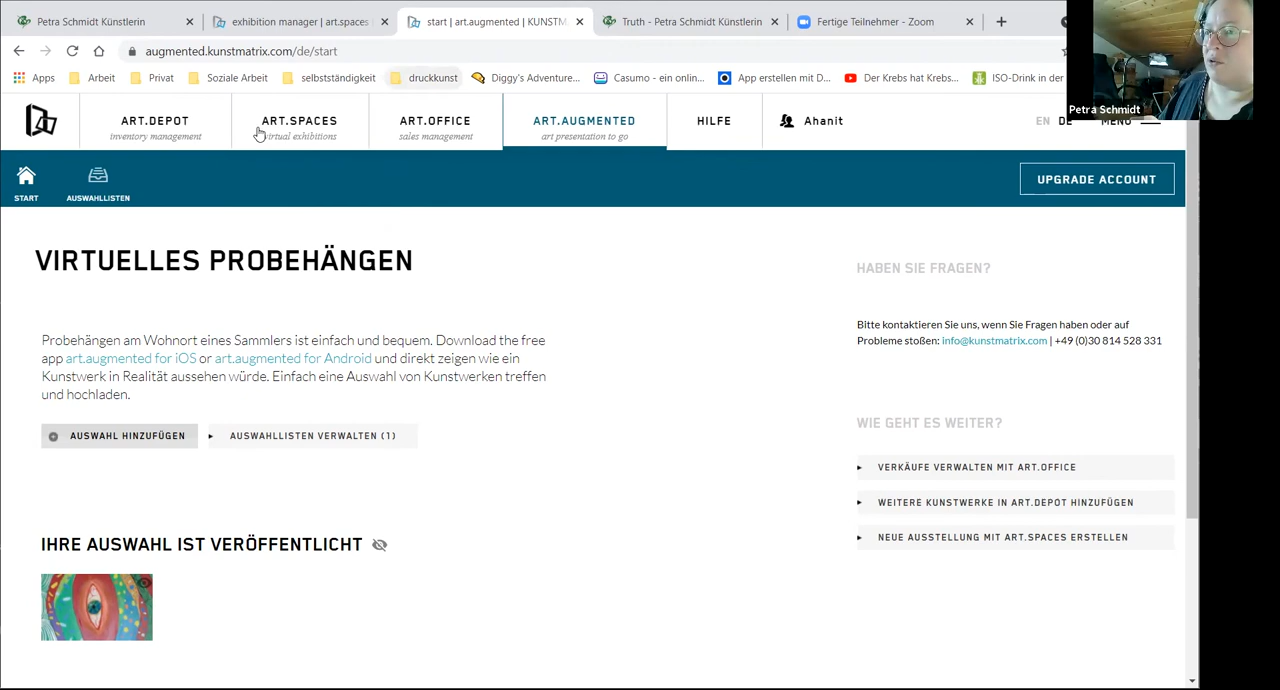 Petra Schmidt Künstlerin
exhibition manager | art.spaces
start | art.augmented | KUNSTM
Truth - Petra Schmidt Künstlerin
Fertige Teilnehmer - Zoom
augmented.kunstmatrix.com/de/start
Apps
Arbeit
Privat
Soziale Arbeit
selbstständigkeit
druckkunst
Diggy's Adventure...
Casumo - ein onlin...
App erstellen mit D...
Der Krebs hat Krebs...
ISO-Drink in der
Petra Schmidt
ART.DEPOT
inventory management
ART.SPACES
virtual exhibitions
ART.OFFICE
sales management
ART.AUGMENTED
art presentation to go
HILFE
Ahanit
EN DE
MENU
START
AUSWAHLLISTEN
UPGRADE ACCOUNT
VIRTUELLES PROBEHÄNGEN
Probehängen am Wohnort eines Sammlers ist einfach und bequem. Download the free
app art.augmented for iOS or art.augmented for Android und direkt zeigen wie ein
Kunstwerk in Realität aussehen würde. Einfach eine Auswahl von Kunstwerken treffen
und hochladen.
AUSWAHL HINZUFÜGEN
AUSWAHLLISTEN VERWALTEN (1)
IHRE AUSWAHL IST VERÖFFENTLICHT
HABEN SIE FRAGEN?
Bitte kontaktieren Sie uns, wenn Sie Fragen haben oder auf
Probleme stoßen: info@kunstmatrix.com | +49 (0)30 814 528 331
WIE GEHT ES WEITER?
VERKÄUFE VERWALTEN MIT ART.OFFICE
WEITERE KUNSTWERKE IN ART.DEPOT HINZUFÜGEN
NEUE AUSSTELLUNG MIT ART.SPACES ERSTELLEN